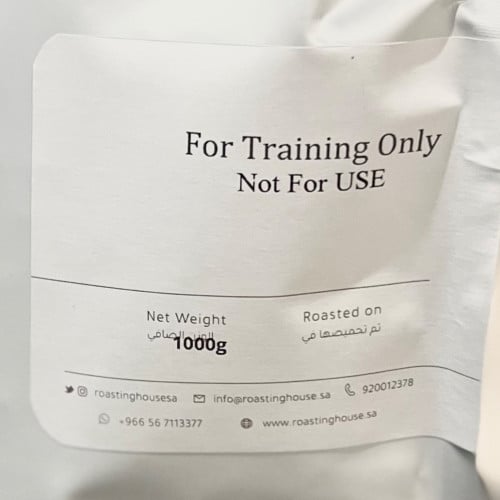 For Training Only
Not For USE
Net Weight
الوزن الصافي
1000g
Roasted on
تم تحميصها في
roastinghousesa info@roastinghouse.sa 920012378
+966 56 7113377 www.roastinghouse.sa